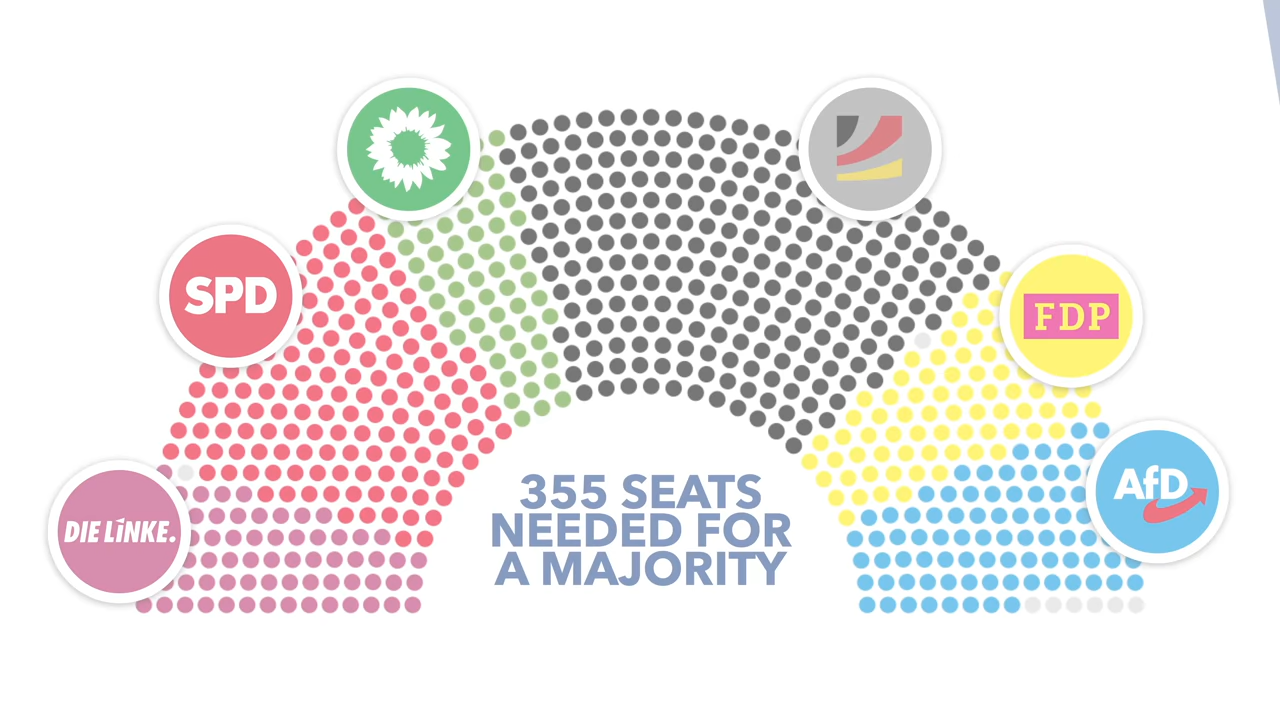 SPD
FDP
DIE LINKE.
AfD
355 SEATS
NEEDED FOR
A MAJORITY